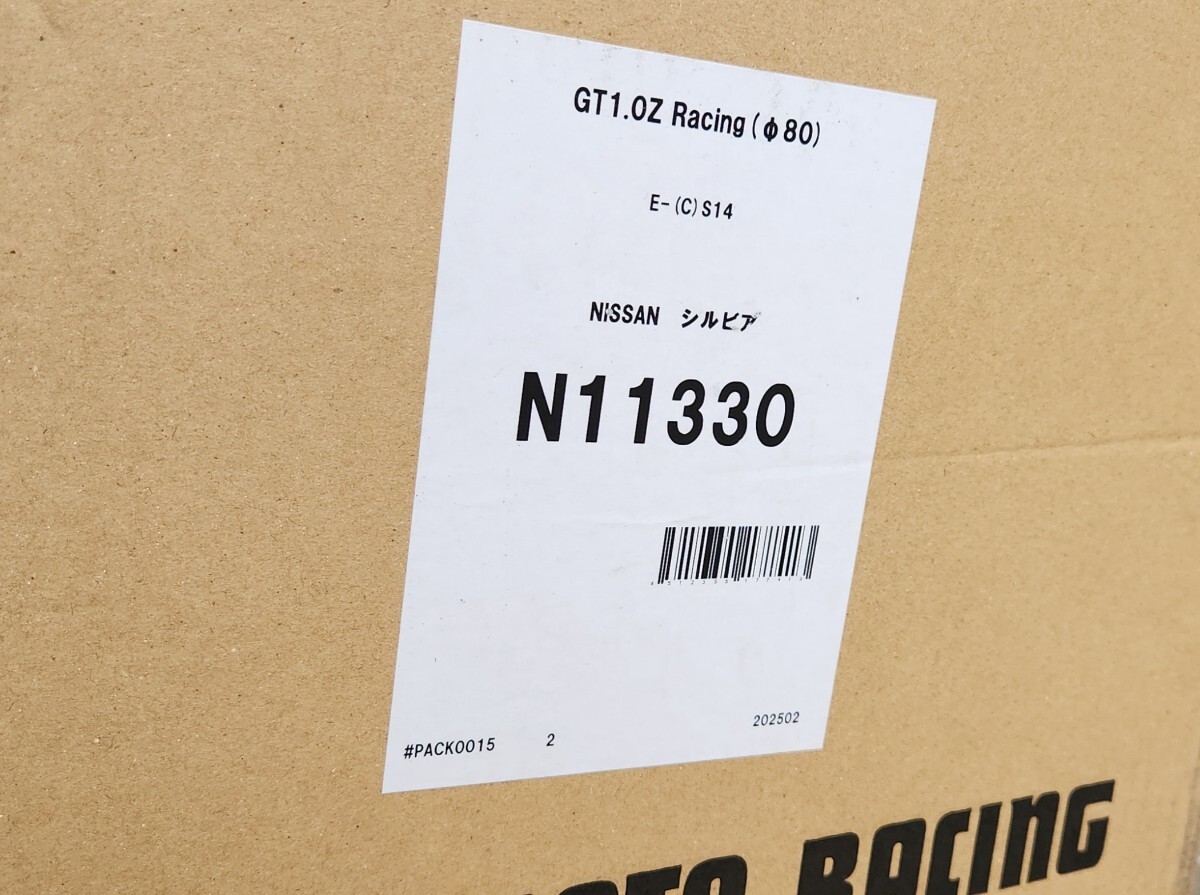 GT1.0Z Racing(φ80)
E-(C)S14
NISSAN シルビア
N11330
#PACK0015 2 202502
RACING